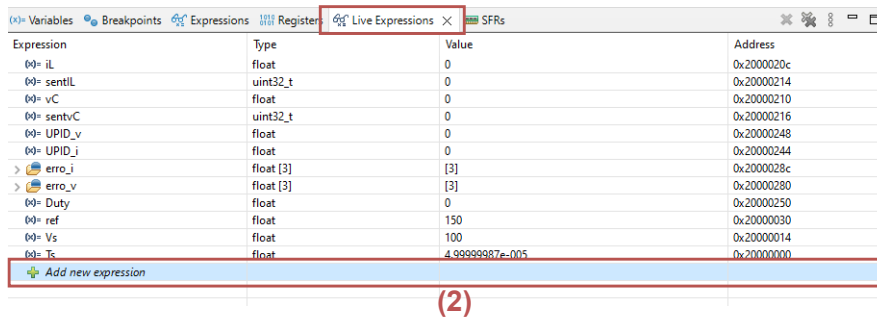 (x)= Variables Breakpoints Expressions 1010 0101 Registers Live Expressions SFRs
Expression Type Value Address
(x)= iL float 0 0x2000020c
(x)= sentIL uint32_t 0 0x20000214
(x)= vC float 0 0x20000210
(x)= sentvC uint32_t 0 0x20000216
(x)= UPID_v float 0 0x20000248
(x)= UPID_i float 0 0x20000244
erro_i float [3] [3] 0x2000028c
erro_v float [3] [3] 0x20000280
(x)= Duty float 0 0x20000250
(x)= ref float 150 0x20000030
(x)= Vs float 100 0x20000014
(x)= Ts float 4.99999987e-005 0x20000000
Add new expression
(2)